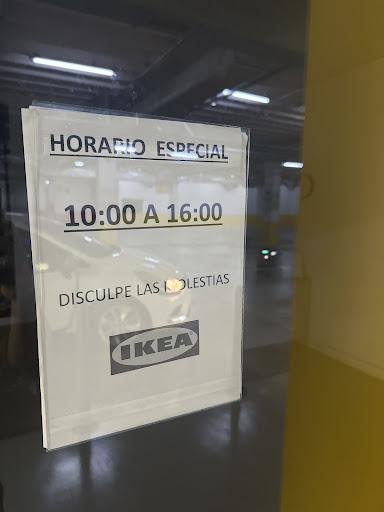 HORARIO ESPECIAL
10:00 A 16:00
DISCULPE LAS MOLESTIAS
IKEA